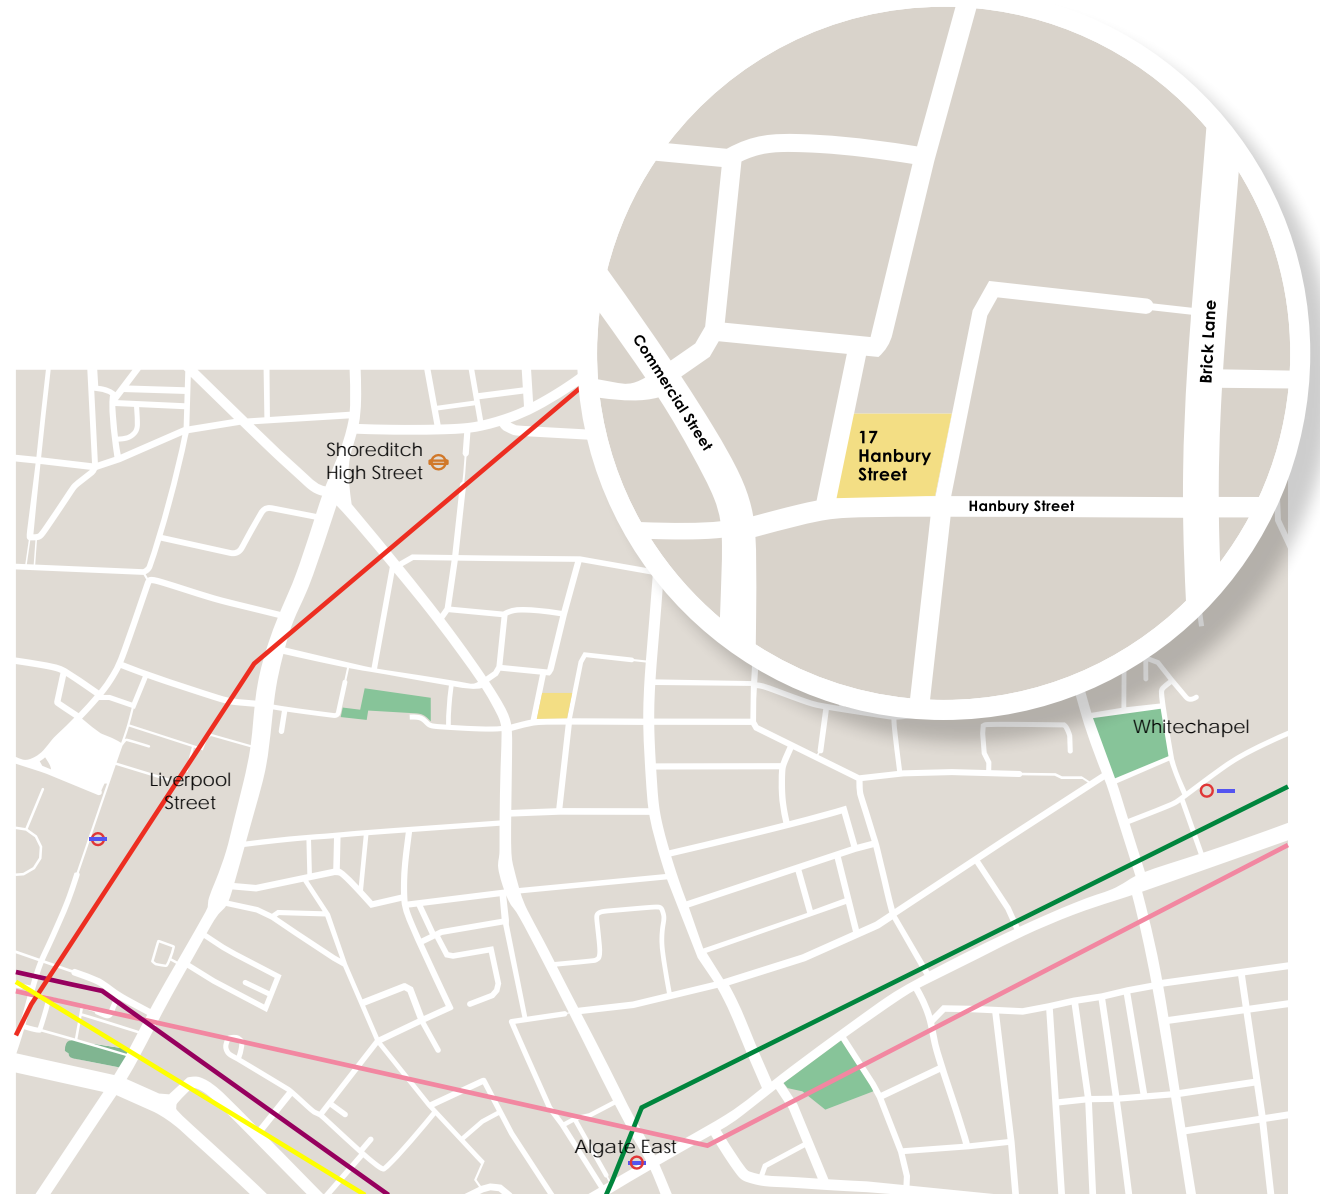 Commercial Street
Brick Lane
17
Hanbury
Street
Hanbury Street
Shoreditch
High Street
Whitechapel
Liverpool
Street
Algate East